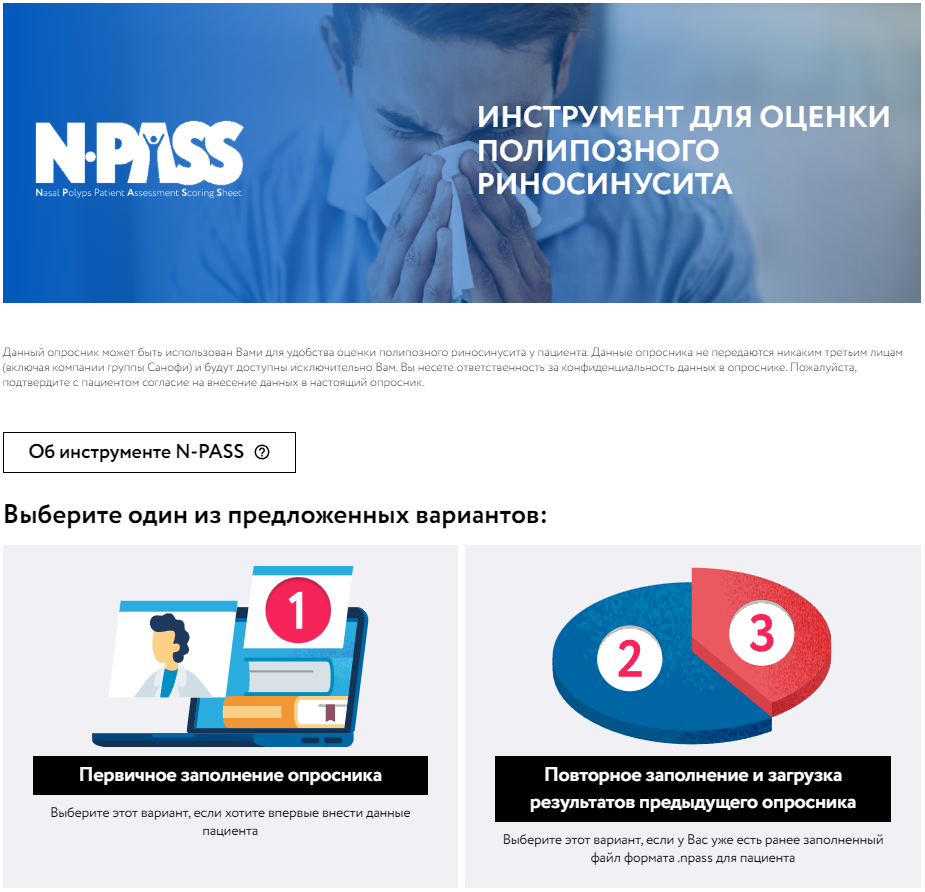 N-PASS
Nasal Polyps Patient Assessment Scoring Sheet
ИНСТРУМЕНТ ДЛЯ ОЦЕНКИ
ПОЛИПОЗНОГО
РИНОСИНУСИТА
Данный опросник может быть использован Вами для удобства оценки полипозного риносинусита у пациента. Данные опросника не передаются никаким третьим лицам
(включая компании группы Санофи) и будут доступны исключительно Вам. Вы несете ответственность за конфиденциальность данных в опроснике. Пожалуйста,
подтвердите с пациентом согласие на внесение данных в настоящий опросник.
Об инструменте N-PASS ?
Выберите один из предложенных вариантов:
1
Первичное заполнение опросника
Выберите этот вариант, если хотите впервые внести данные
пациента
2
3
Повторное заполнение и загрузка
результатов предыдущего опросника
Выберите этот вариант, если у Вас уже есть ранее заполненный
файл формата .npass для пациента